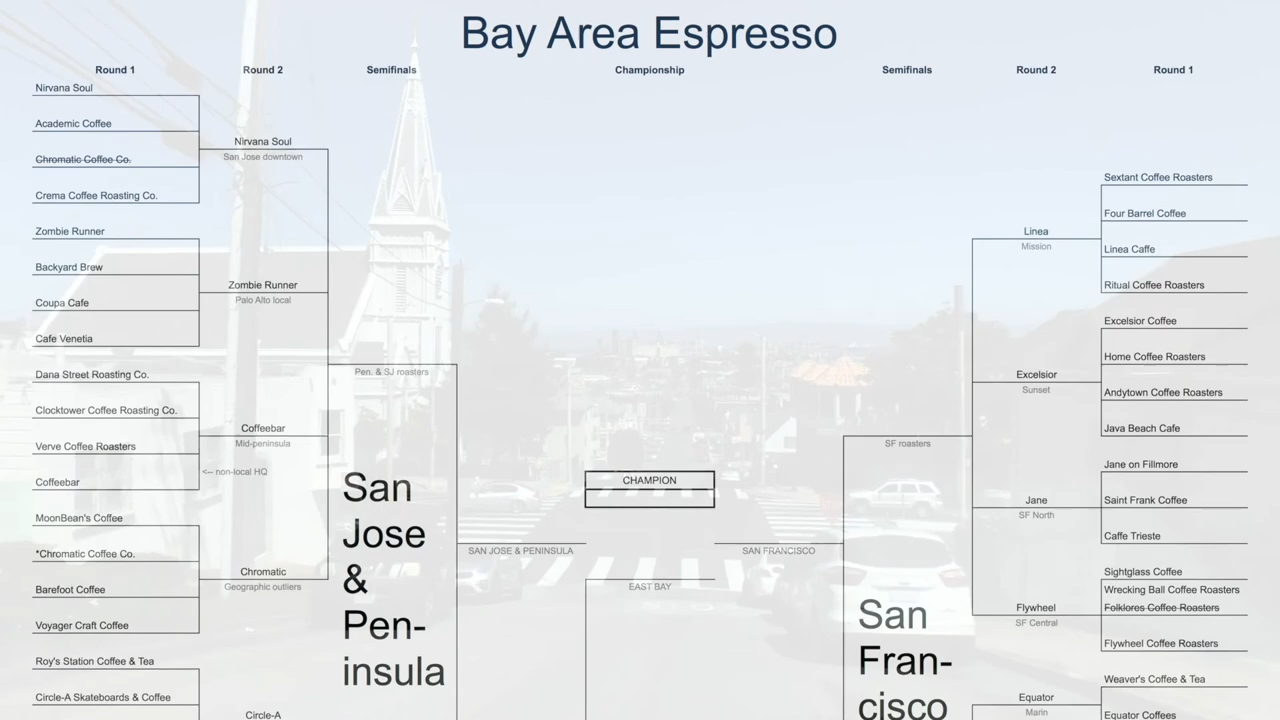 Bay Area Espresso
Round 1
Round 2
Semifinals
Championship
Semifinals
Round 2
Round 1
Nirvana Soul
Academic Coffee
Chromatic Coffee Co.
Crema Coffee Roasting Co.
Zombie Runner
Backyard Brew
Coupa Cafe
Cafe Venetia
Dana Street Roasting Co.
Clocktower Coffee Roasting Co.
Verve Coffee Roasters
Coffeebar
MoonBean's Coffee
*Chromatic Coffee Co.
Barefoot Coffee
Voyager Craft Coffee
Roy's Station Coffee & Tea
Circle-A Skateboards & Coffee
Nirvana Soul
San Jose downtown
Zombie Runner
Palo Alto local
Coffeebar
Mid-peninsula
<-- non-local HQ
Chromatic
Geographic outliers
Circle-A
Pen. & SJ roasters
San
Jose
&
Pen-
insula
SAN JOSE & PENINSULA
CHAMPION
EAST BAY
SAN FRANCISCO
SF roasters
San
Fran-
cisco
Linea
Mission
Excelsior
Sunset
Jane
SF North
Flywheel
SF Central
Equator
Marin
Sextant Coffee Roasters
Four Barrel Coffee
Linea Caffe
Ritual Coffee Roasters
Excelsior Coffee
Home Coffee Roasters
Andytown Coffee Roasters
Java Beach Cafe
Jane on Fillmore
Saint Frank Coffee
Caffe Trieste
Sightglass Coffee
Wrecking Ball Coffee Roasters
Folklores Coffee Roasters
Flywheel Coffee Roasters
Weaver's Coffee & Tea
Equator Coffees